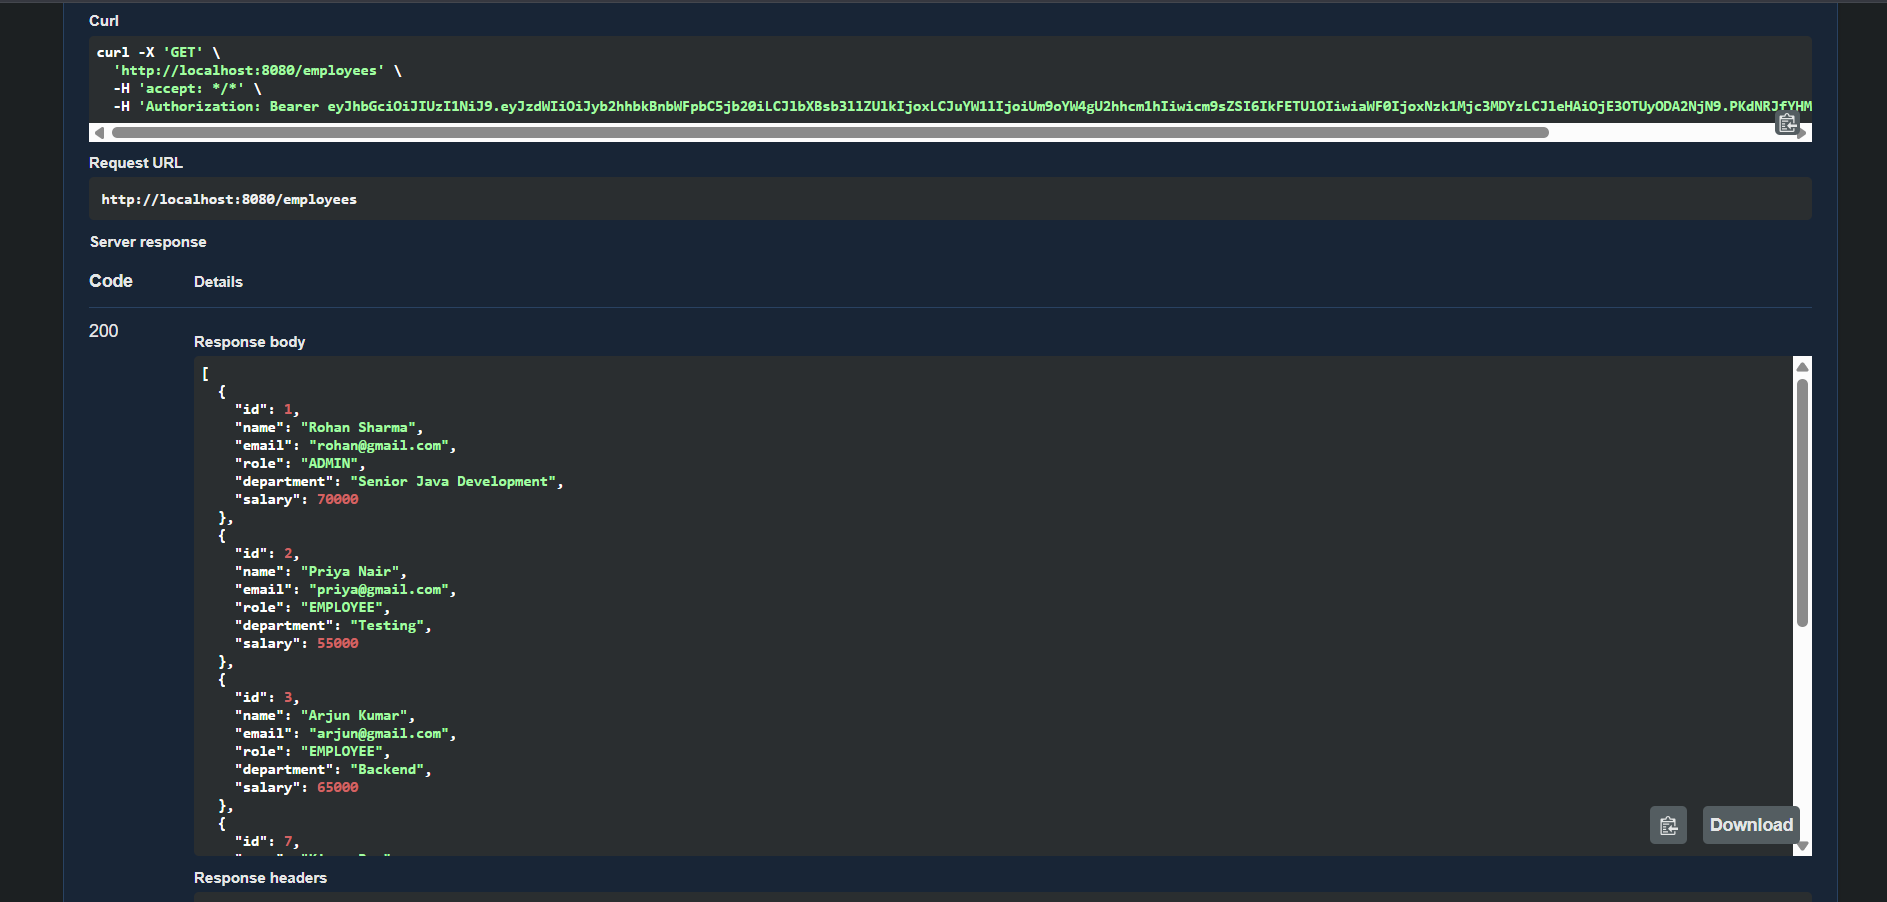 Curl
curl -X 'GET' \
'http://localhost:8080/employees' \
-H 'accept: */*' \
-H 'Authorization: Bearer
Request URL
http://localhost:8080/employees
Server response
Code Details
200
Response body
[
{
"id": 1,
"name": "Rohan Sharma",
"email": "rohan@gmail.com",
"role": "ADMIN",
"department": "Senior Java Development",
"salary": 70000
},
{
"id": 2,
"name": "Priya Nair",
"email": "priya@gmail.com",
"role": "EMPLOYEE",
"department": "Testing",
"salary": 55000
},
{
"id": 3,
"name": "Arjun Kumar",
"email": "arjun@gmail.com",
"role": "EMPLOYEE",
"department": "Backend",
"salary": 65000
},
{
"id": 7,
Download
Response headers